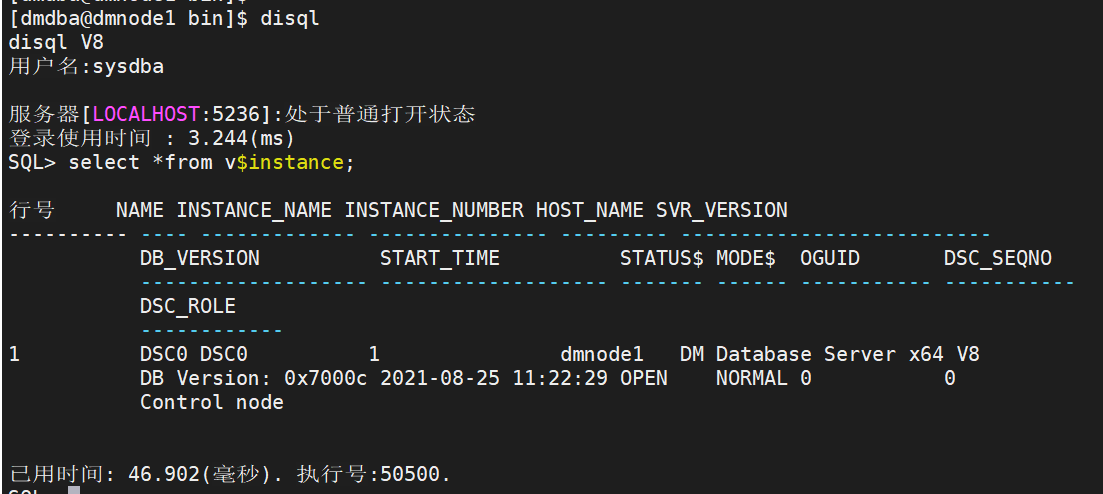 [dmdba@dmnode1 bin]$
[dmdba@dmnode1 bin]$ disql
disql V8
用户名:sysdba
服务器[LOCALHOST:5236]:处于普通打开状态
登录使用时间 : 3.244(ms)
SQL> select *from v$instance;
行号 NAME INSTANCE_NAME INSTANCE_NUMBER HOST_NAME SVR_VERSION
---------- ---- ------------- --------------- --------- --------------------------
DB_VERSION START_TIME STATUS$ MODE$ OGUID DSC_SEQNO
------------------- ------------------- ------- ------ ----------- -----------
DSC_ROLE
------------
1 DSC0 DSC0 1 dmnode1 DM Database Server x64 V8
DB Version: 0x7000c 2021-08-25 11:22:29 OPEN NORMAL 0 0
Control node
已用时间: 46.902(毫秒). 执行号:50500.
SQL>